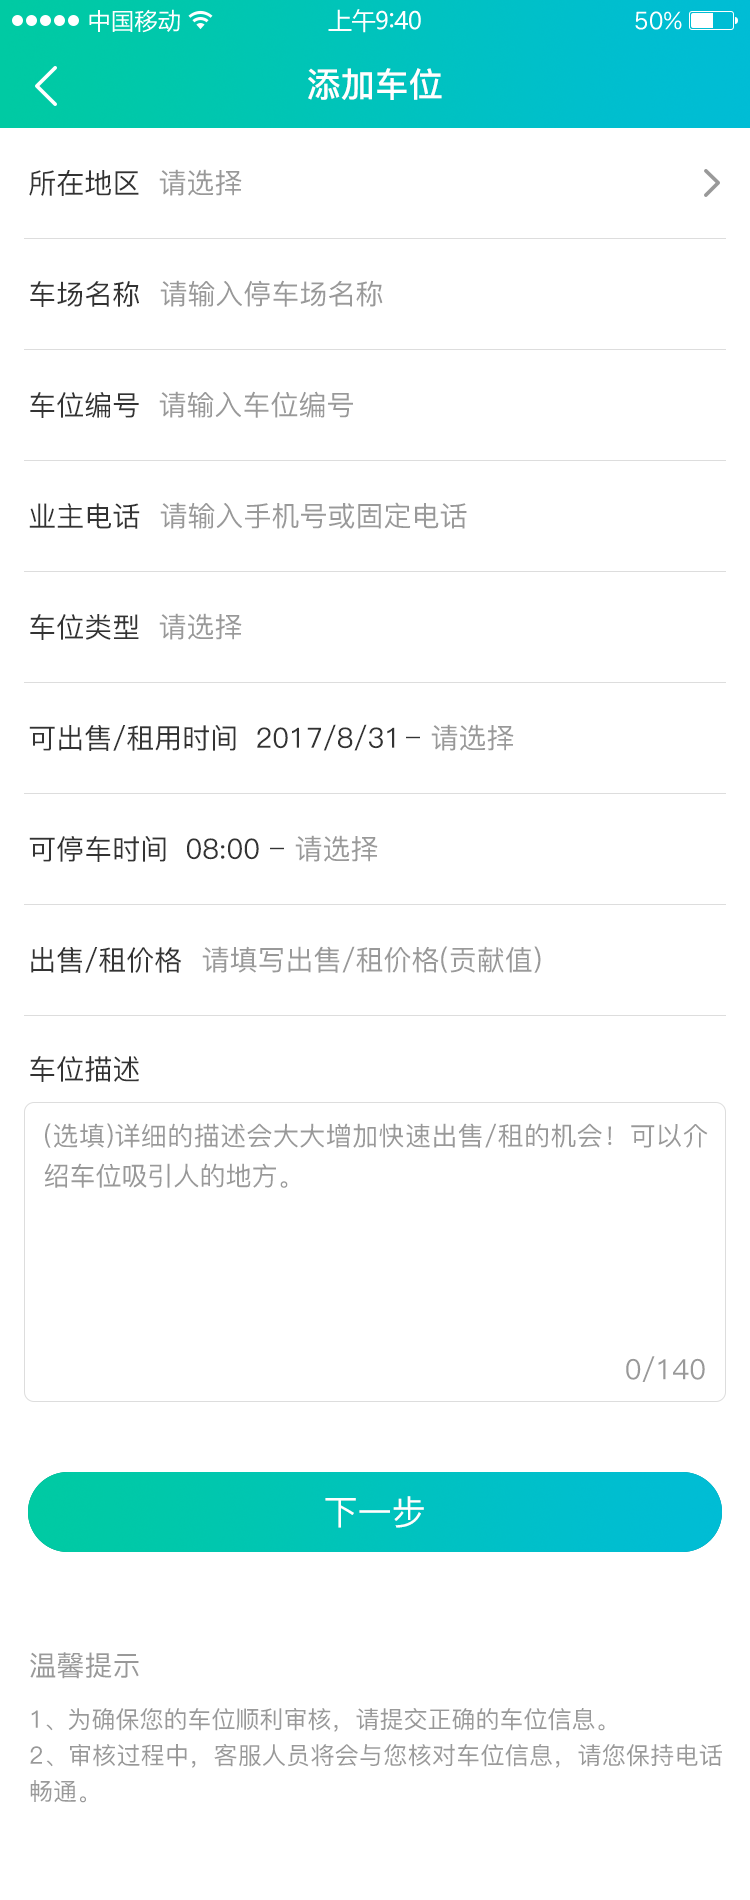 中国移动 上午9:40 50%
添加车位
所在地区 请选择
车场名称 请输入停车场名称
车位编号 请输入车位编号
业主电话 请输入手机号或固定电话
车位类型 请选择
可出售/租用时间 2017/8/31 - 请选择
可停车时间 08:00 - 请选择
出售/租价格 请填写出售/租价格(贡献值)
车位描述
(选填)详细的描述会大大增加快速出售/租的机会！可以介
绍车位吸引人的地方。
0/140
下一步
温馨提示
1、为确保您的车位顺利审核，请提交正确的车位信息。
2、审核过程中，客服人员将会与您核对车位信息，请您保持电话
畅通。